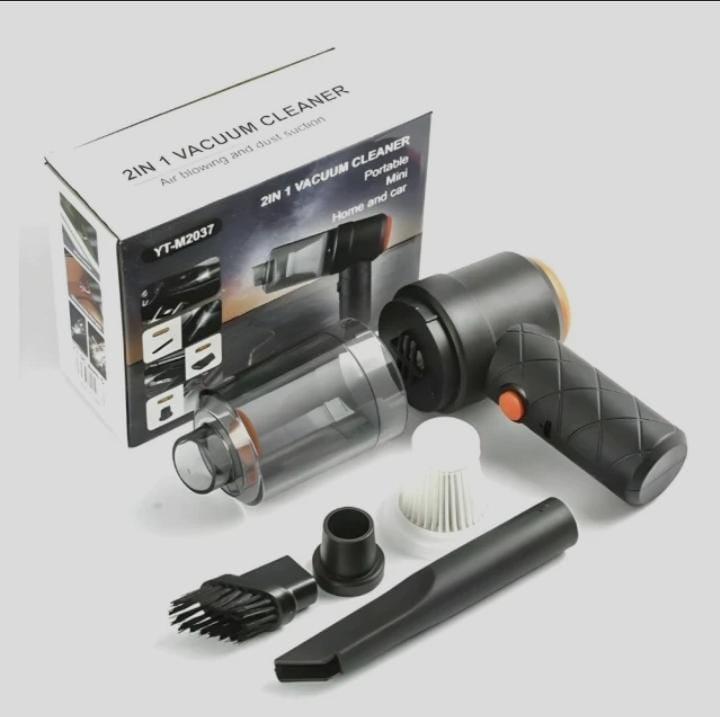 2IN 1 VACUUM CLEANER
Air blowing and dust suction
2IN 1 VACUUM CLEANER
Portable
Mini
Home and car
YT-M2037